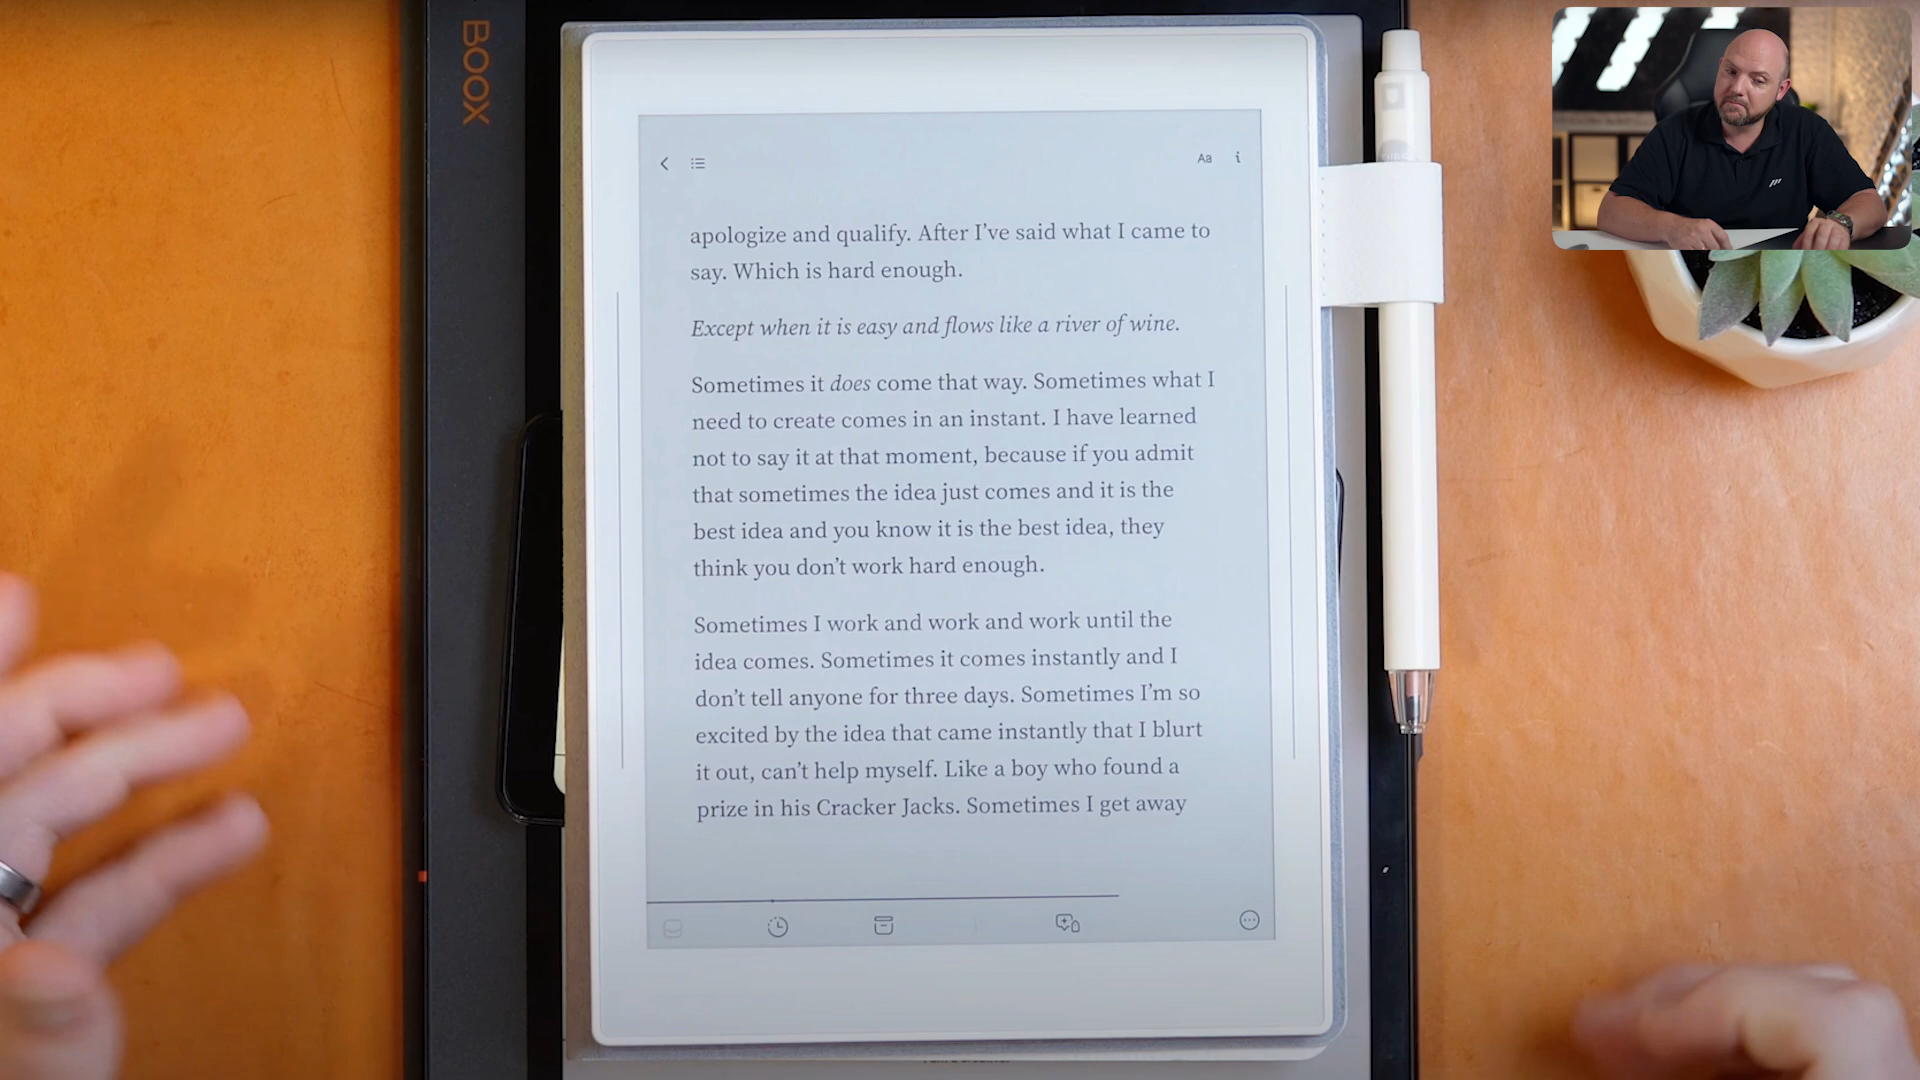 BOOX
Aa i
apologize and qualify. After I’ve said what I came to
say. Which is hard enough.
Except when it is easy and flows like a river of wine.
Sometimes it does come that way. Sometimes what I
need to create comes in an instant. I have learned
not to say it at that moment, because if you admit
that sometimes the idea just comes and it is the
best idea and you know it is the best idea, they
think you don’t work hard enough.
Sometimes I work and work and work until the
idea comes. Sometimes it comes instantly and I
don’t tell anyone for three days. Sometimes I’m so
excited by the idea that came instantly that I blurt
it out, can’t help myself. Like a boy who found a
prize in his Cracker Jacks. Sometimes I get away